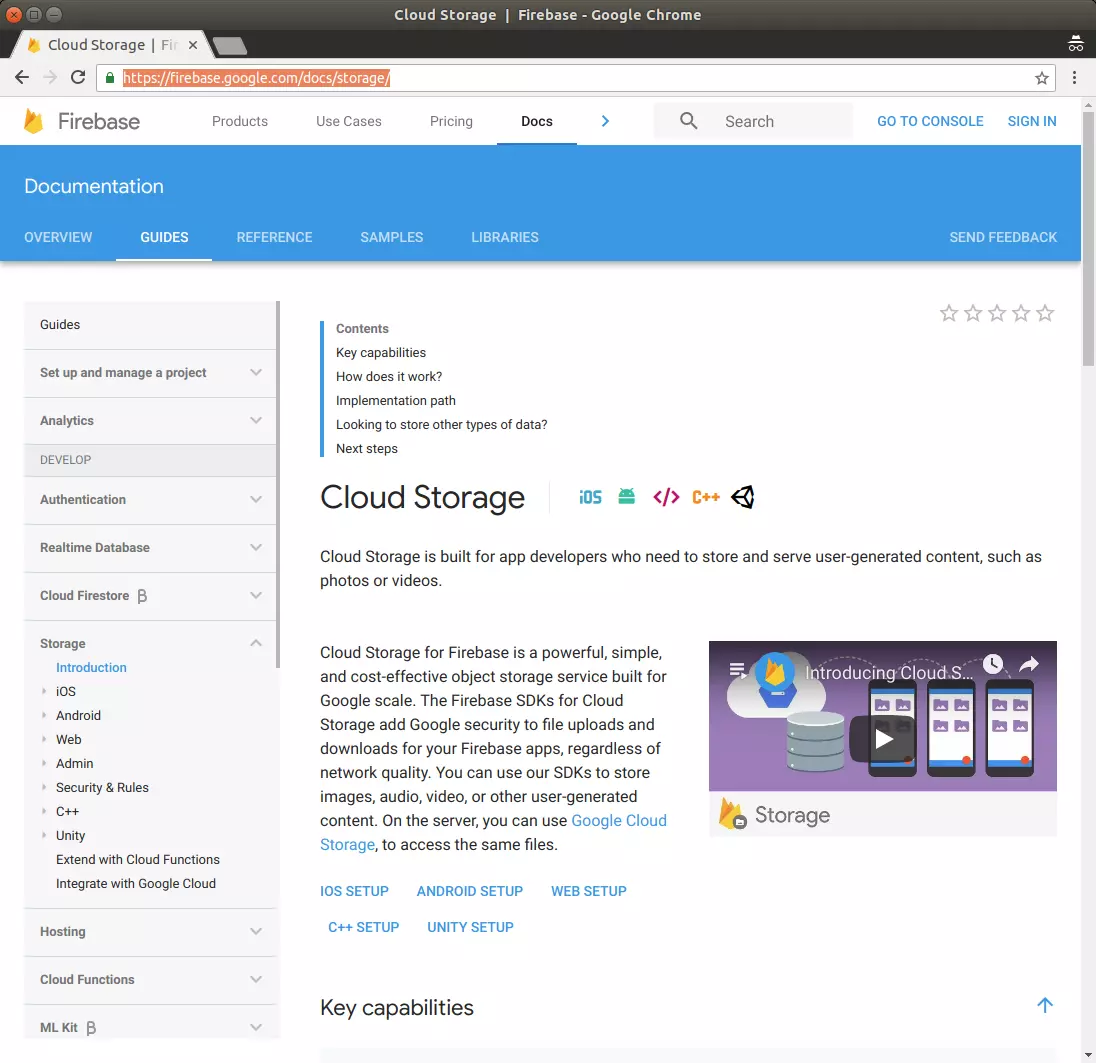 Cloud Storage | Firebase - Google Chrome
Cloud Storage | Fir
https://firebase.google.com/docs/storage/
Firebase
Products
Use Cases
Pricing
Docs
Search
GO TO CONSOLE
SIGN IN
Documentation
OVERVIEW
GUIDES
REFERENCE
SAMPLES
LIBRARIES
SEND FEEDBACK
Guides
Set up and manage a project
Analytics
DEVELOP
Authentication
Realtime Database
Cloud Firestore β
Storage
Introduction
iOS
Android
Web
Admin
Security & Rules
C++
Unity
Extend with Cloud Functions
Integrate with Google Cloud
Hosting
Cloud Functions
ML Kit β
Contents
Key capabilities
How does it work?
Implementation path
Looking to store other types of data?
Next steps
Cloud Storage
iOS
</>
C++
Cloud Storage is built for app developers who need to store and serve user-generated content, such as
photos or videos.
Cloud Storage for Firebase is a powerful, simple,
and cost-effective object storage service built for
Google scale. The Firebase SDKs for Cloud
Storage add Google security to file uploads and
downloads for your Firebase apps, regardless of
network quality. You can use our SDKs to store
images, audio, video, or other user-generated
content. On the server, you can use Google Cloud
Storage, to access the same files.
Introducing Cloud S...
Storage
IOS SETUP
ANDROID SETUP
WEB SETUP
C++ SETUP
UNITY SETUP
Key capabilities